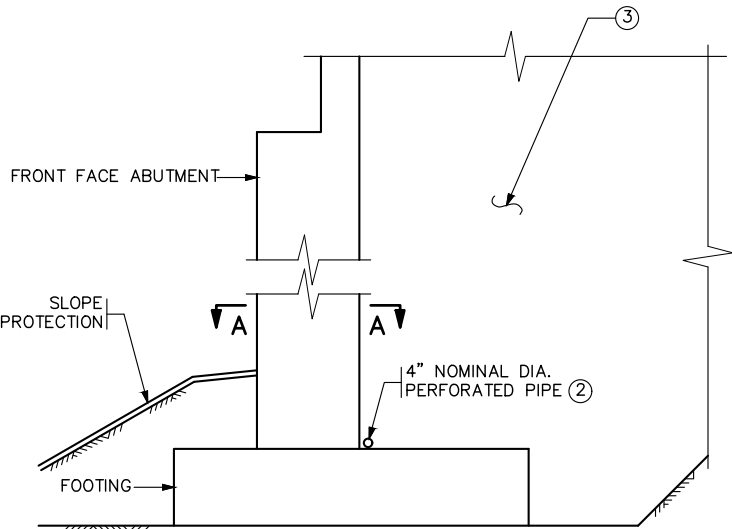 3
FRONT FACE ABUTMENT
SLOPE
PROTECTION
A
A
4" NOMINAL DIA.
PERFORATED PIPE 2
FOOTING